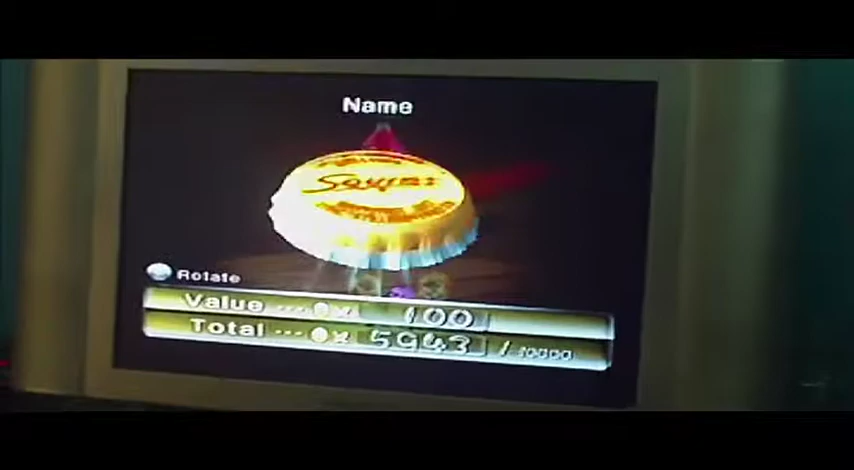 Name
Rotate
Value --- x 100
Total --- x 5943 / 10000